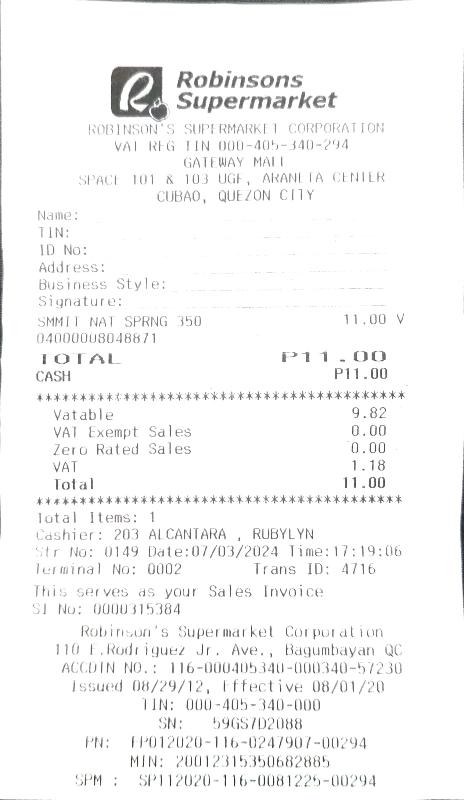 Robinsons
Supermarket
ROBINSON'S SUPERMARKET CORPORATION
VAT REG TIN 000-405-340-294
GATEWAY MALL
SPACE 101 & 103 UGF, ARANETA CENTER
CUBAO, QUEZON CITY
Name:
TIN:
ID No:
Address:
Business Style:
Signature:
SMMIT NAT SPRNG 350 11.00 V
04000008048871
TOTAL P11.00
CASH P11.00
Vatable 9.82
VAT Exempt Sales 0.00
Zero Rated Sales 0.00
VAT 1.18
Total 11.00
Total Items: 1
Cashier: 203 ALCANTARA , RUBYLYN
Str No: 0149 Date:07/03/2024 Time:17:19:06
Terminal No: 0002 Trans ID: 4716
This serves as your Sales Invoice
SI No: 0000315384
Robinson's Supermarket Corporation
110 E.Rodriguez Jr. Ave., Bagumbayan QC
ACCDIN NO.: 116-000405340-000340-57230
Issued 08/29/12, Effective 08/01/20
TIN: 000-405-340-000
SN: 59GS7D2088
PN: FP012020-116-0247907-00294
MIN: 20012315350682885
SPM : SP112020-116-0081225-00294